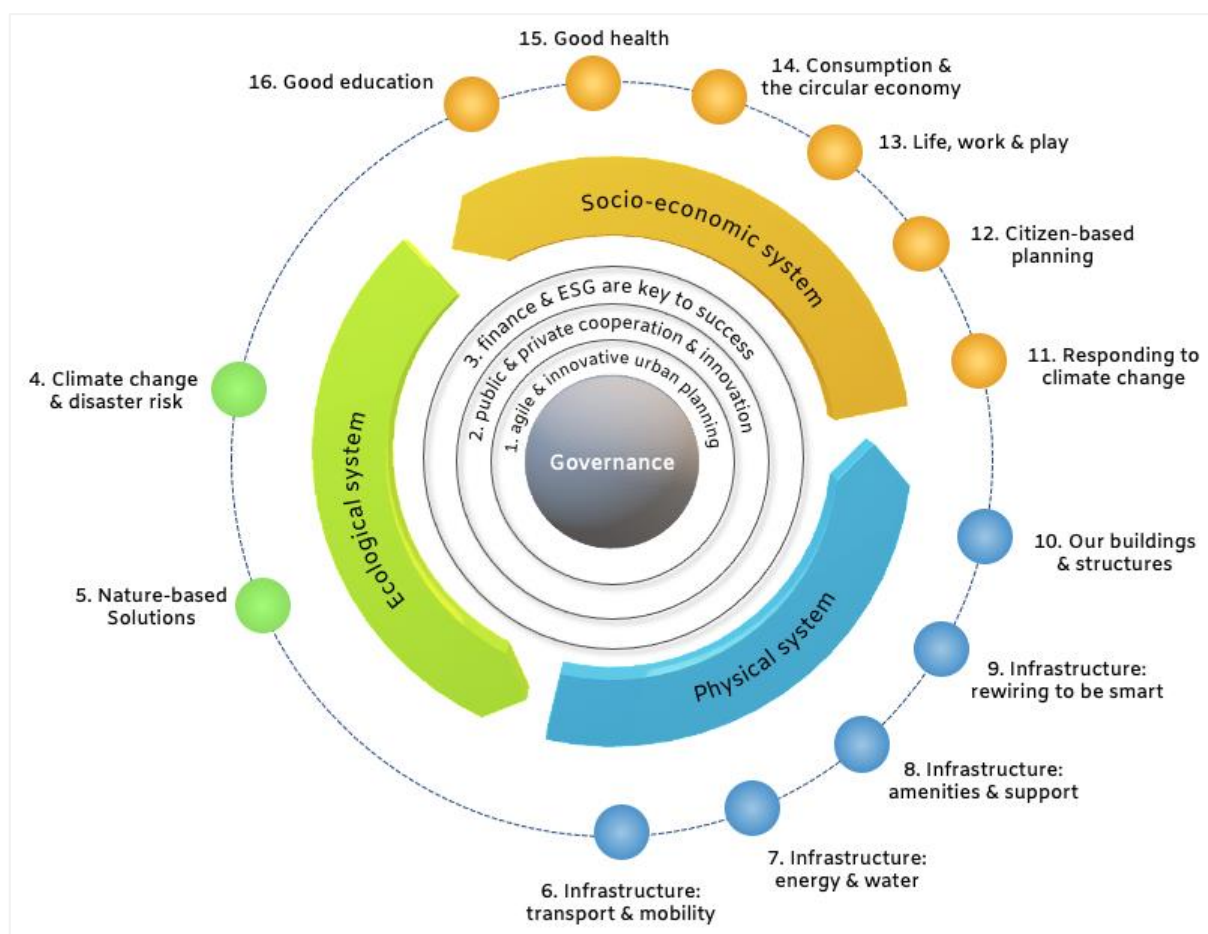 15. Good health
16. Good education
14. Consumption &
the circular economy
13. Life, work & play
12. Citizen-based
planning
11. Responding to
climate change
10. Our buildings
& structures
9. Infrastructure:
rewiring to be smart
8. Infrastructure:
amenities & support
7. Infrastructure:
energy & water
6. Infrastructure:
transport & mobility
5. Nature-based
Solutions
4. Climate change
& disaster risk
Socio-economic system
Ecological system
Physical system
3. finance & ESG are key to success
2. public & private cooperation & innovation
1. agile & innovative urban planning
Governance